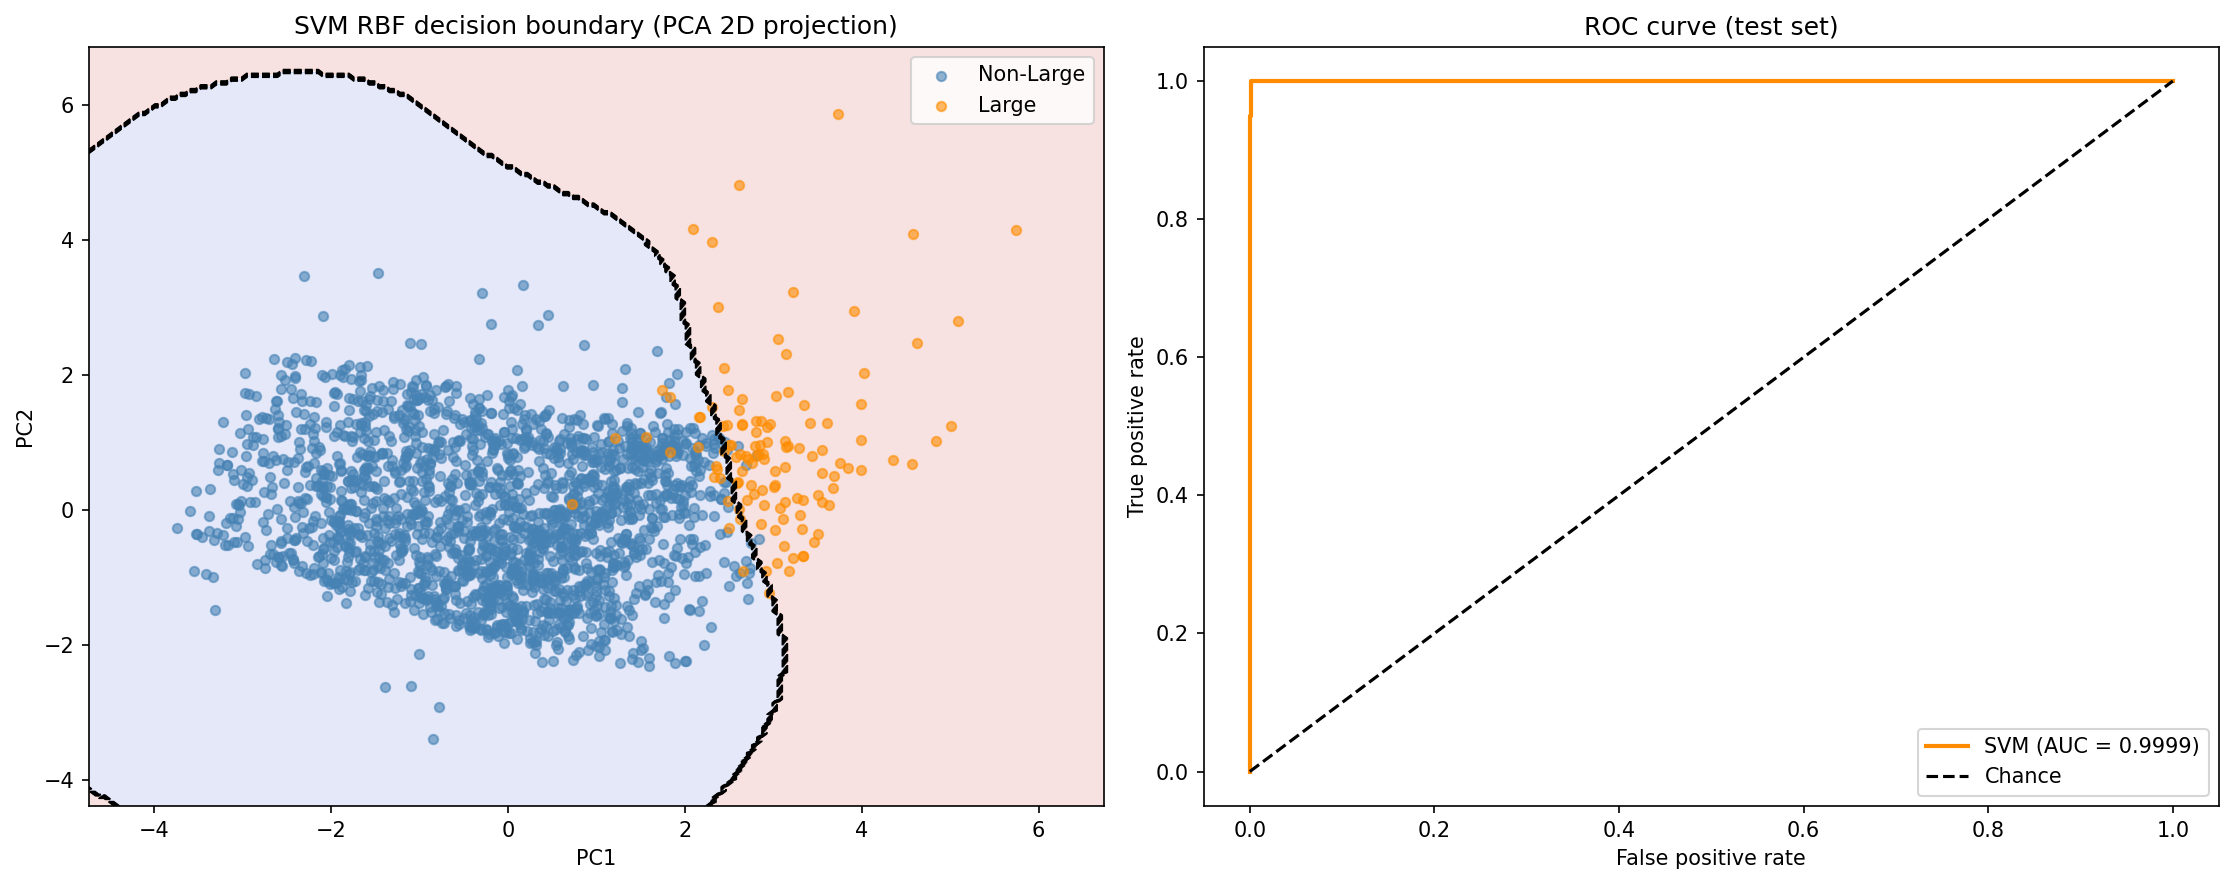 SVM RBF decision boundary (PCA 2D projection)
Non-Large
Large
6
4
2
0
−2
−4
PC2
−4
−2
0
2
4
6
PC1
ROC curve (test set)
1.0
0.8
0.6
0.4
0.2
0.0
True positive rate
SVM (AUC = 0.9999)
Chance
0.0
0.2
0.4
0.6
0.8
1.0
False positive rate